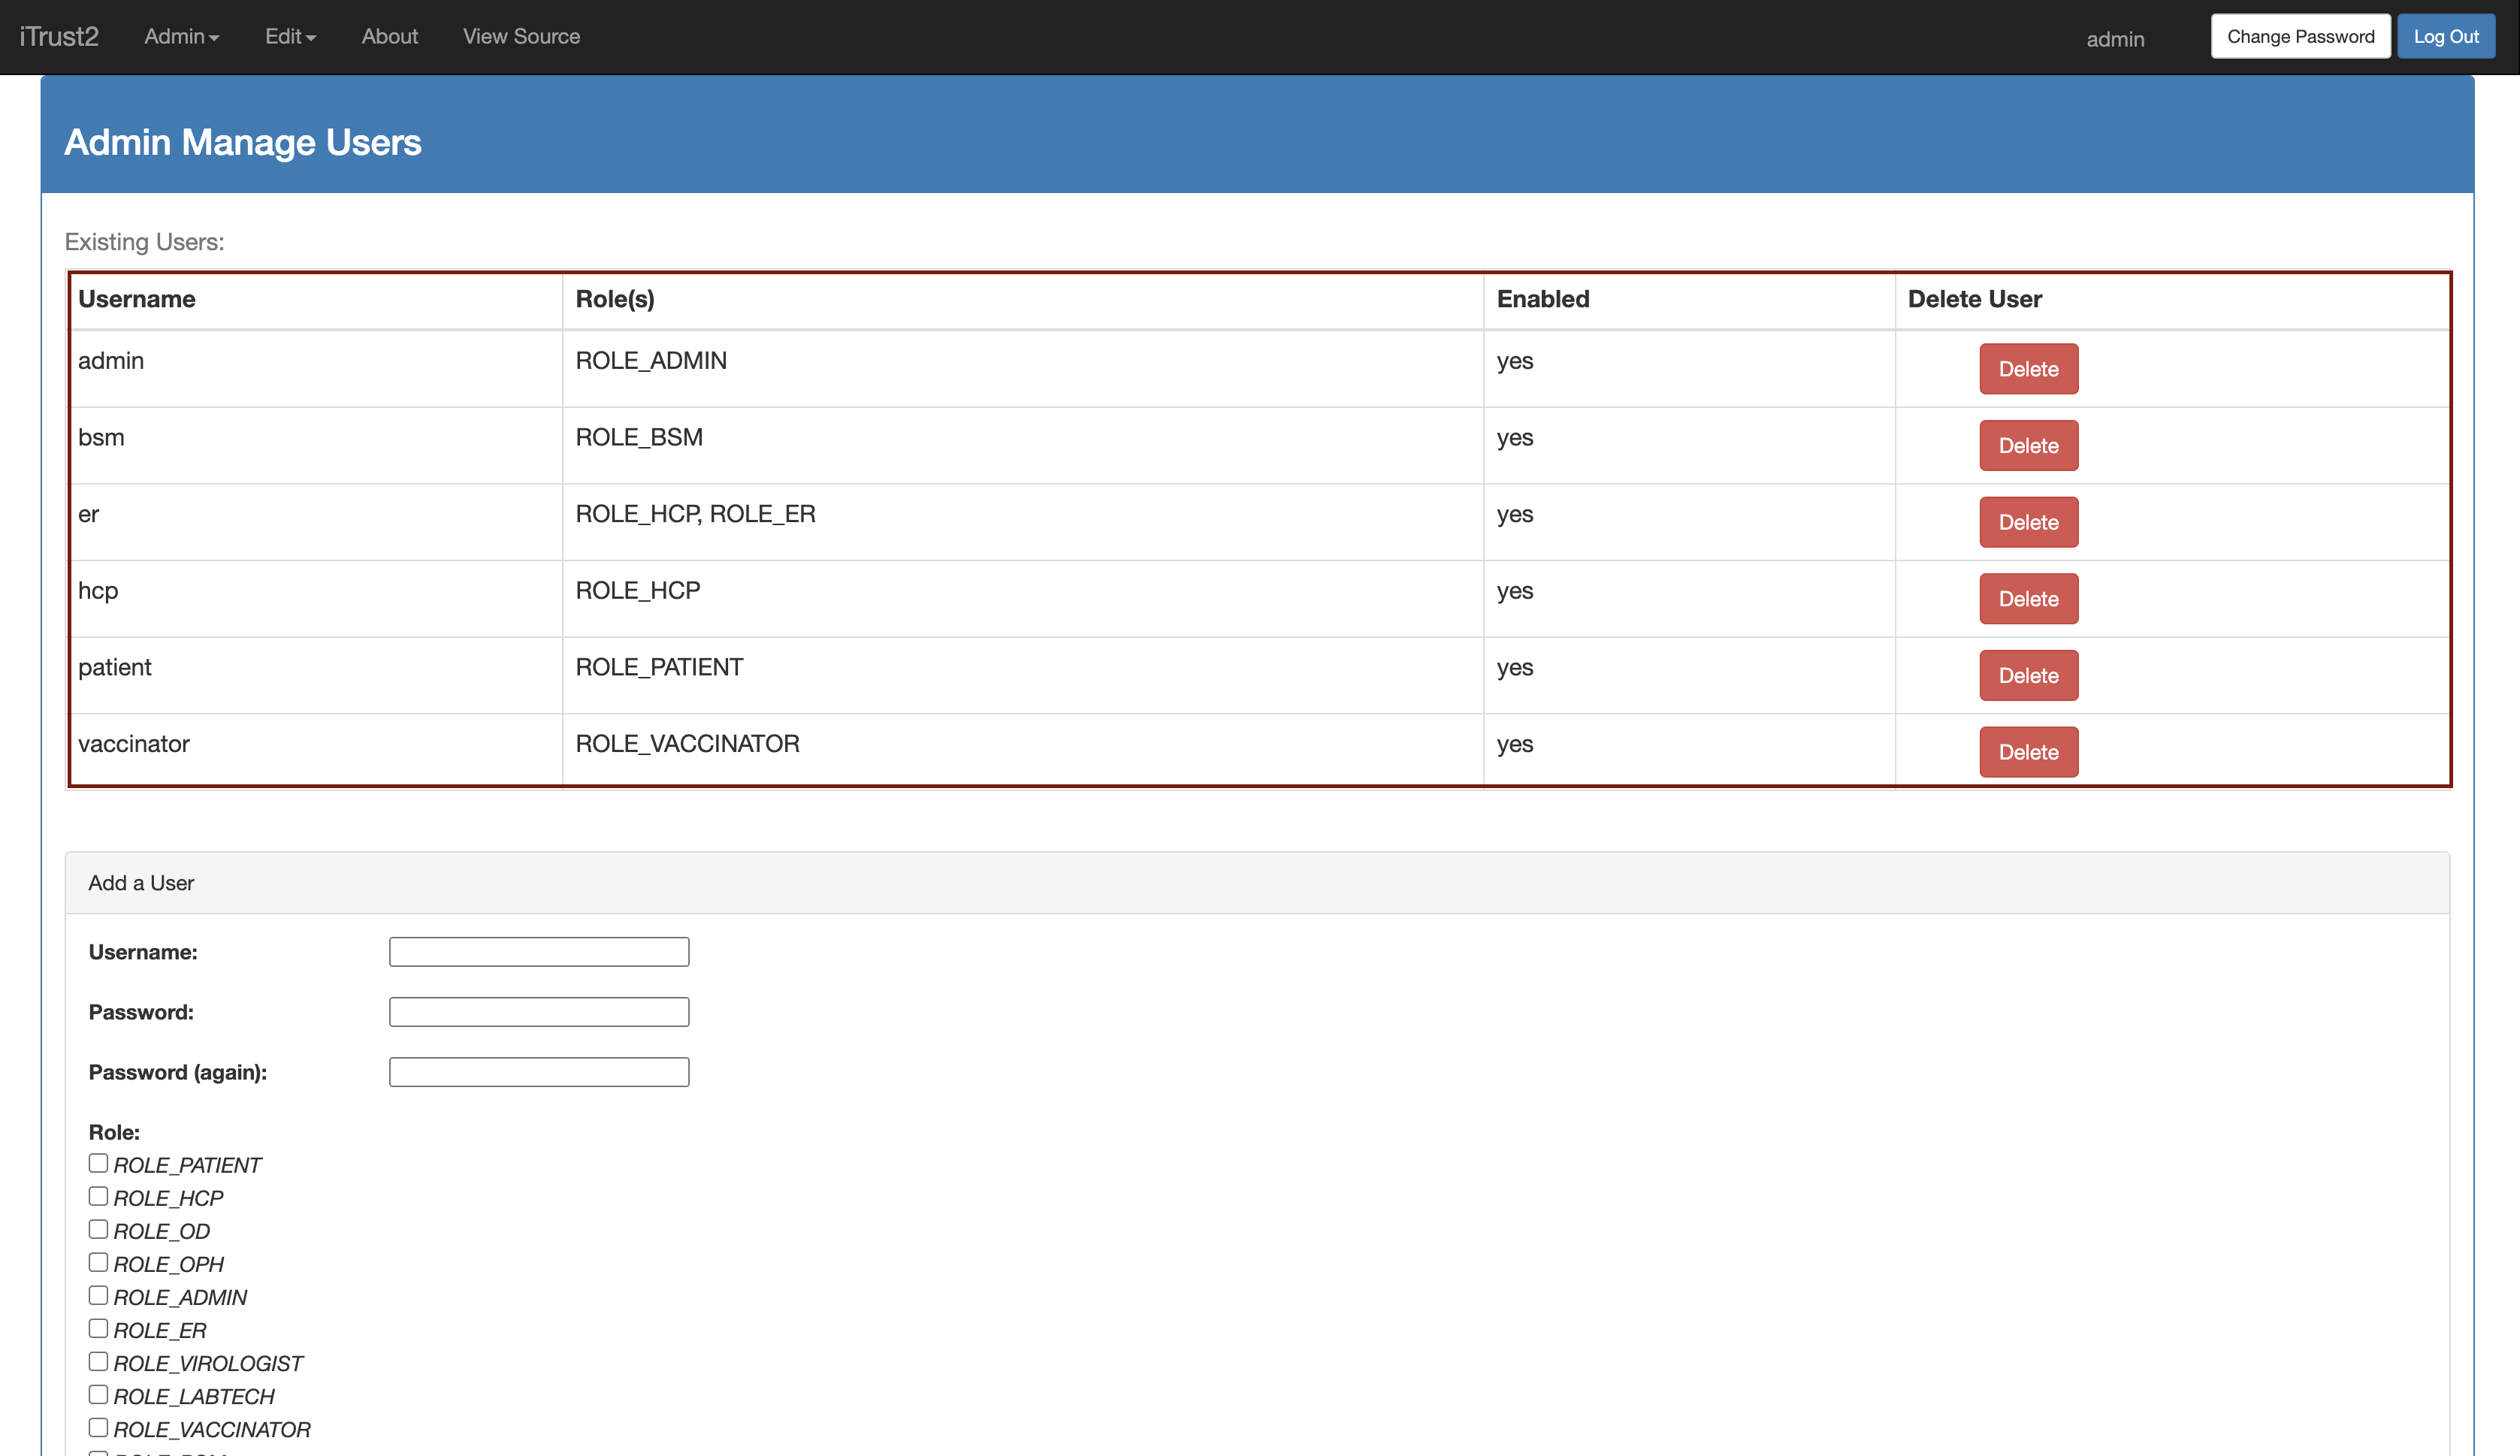 iTrust2 Admin Edit About View Source admin Change Password Log Out
Admin Manage Users
Existing Users:
Username Role(s) Enabled Delete User
admin ROLE_ADMIN yes Delete
bsm ROLE_BSM yes Delete
er ROLE_HCP, ROLE_ER yes Delete
hcp ROLE_HCP yes Delete
patient ROLE_PATIENT yes Delete
vaccinator ROLE_VACCINATOR yes Delete
Add a User
Username:
Password:
Password (again):
Role:
ROLE_PATIENT
ROLE_HCP
ROLE_OD
ROLE_OPH
ROLE_ADMIN
ROLE_ER
ROLE_VIROLOGIST
ROLE_LABTECH
ROLE_VACCINATOR